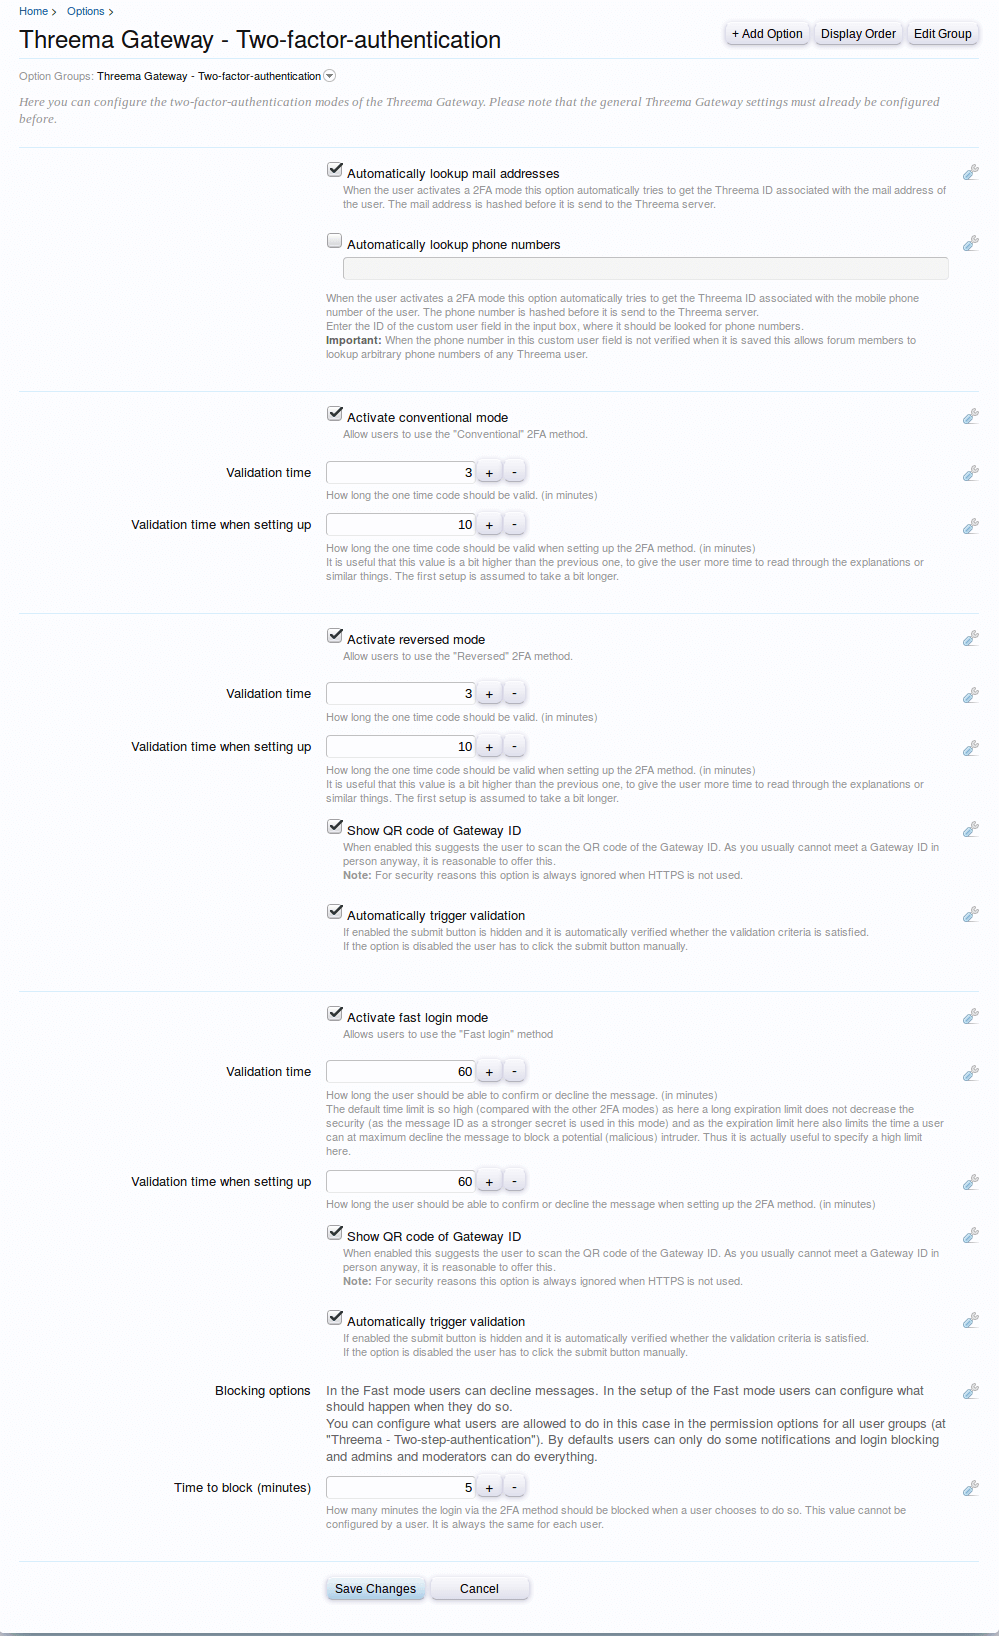 Home > Options >
Threema Gateway - Two-factor-authentication
+ Add Option Display Order Edit Group
Option Groups: Threema Gateway - Two-factor-authentication
Here you can configure the two-factor-authentication modes of the Threema Gateway. Please note that the general Threema Gateway settings must already be configured
before.
Automatically lookup mail addresses
When the user activates a 2FA mode this option automatically tries to get the Threema ID associated with the mail address of
the user. The mail address is hashed before it is send to the Threema server.
Automatically lookup phone numbers
When the user activates a 2FA mode this option automatically tries to get the Threema ID associated with the mobile phone
number of the user. The phone number is hashed before it is send to the Threema server.
Enter the ID of the custom user field in the input box, where it should be looked for phone numbers.
Important: When the phone number in this custom user field is not verified when it is saved this allows forum members to
lookup arbitrary phone numbers of any Threema user.
Activate conventional mode
Allow users to use the "Conventional" 2FA method.
Validation time 3 + -
How long the one time code should be valid. (in minutes)
Validation time when setting up 10 + -
How long the one time code should be valid when setting up the 2FA method. (in minutes)
It is useful that this value is a bit higher than the previous one, to give the user more time to read through the explanations or
similar things. The first setup is assumed to take a bit longer.
Activate reversed mode
Allow users to use the "Reversed" 2FA method.
Validation time 3 + -
How long the one time code should be valid. (in minutes)
Validation time when setting up 10 + -
How long the one time code should be valid when setting up the 2FA method. (in minutes)
It is useful that this value is a bit higher than the previous one, to give the user more time to read through the explanations or
similar things. The first setup is assumed to take a bit longer.
Show QR code of Gateway ID
When enabled this suggests the user to scan the QR code of the Gateway ID. As you usually cannot meet a Gateway ID in
person anyway, it is reasonable to offer this.
Note: For security reasons this option is always ignored when HTTPS is not used.
Automatically trigger validation
If enabled the submit button is hidden and it is automatically verified whether the validation criteria is satisfied.
If the option is disabled the user has to click the submit button manually.
Activate fast login mode
Allows users to use the "Fast login" method
Validation time 60 + -
How long the user should be able to confirm or decline the message. (in minutes)
The default time limit is so high (compared with the other 2FA modes) as here a long expiration limit does not decrease the
security (as the message ID as a stronger secret is used in this mode) and as the expiration limit here also limits the time a user
can at maximum decline the message to block a potential (malicious) intruder. Thus it is actually useful to specify a high limit
here.
Validation time when setting up 60 + -
How long the user should be able to confirm or decline the message when setting up the 2FA method. (in minutes)
Show QR code of Gateway ID
When enabled this suggests the user to scan the QR code of the Gateway ID. As you usually cannot meet a Gateway ID in
person anyway, it is reasonable to offer this.
Note: For security reasons this option is always ignored when HTTPS is not used.
Automatically trigger validation
If enabled the submit button is hidden and it is automatically verified whether the validation criteria is satisfied.
If the option is disabled the user has to click the submit button manually.
Blocking options In the Fast mode users can decline messages. In the setup of the Fast mode users can configure what
should happen when they do so.
You can configure what users are allowed to do in this case in the permission options for all user groups (at
"Threema - Two-step-authentication"). By defaults users can only do some notifications and login blocking
and admins and moderators can do everything.
Time to block (minutes) 5 + -
How many minutes the login via the 2FA method should be blocked when a user chooses to do so. This value cannot be
configured by a user. It is always the same for each user.
Save Changes Cancel